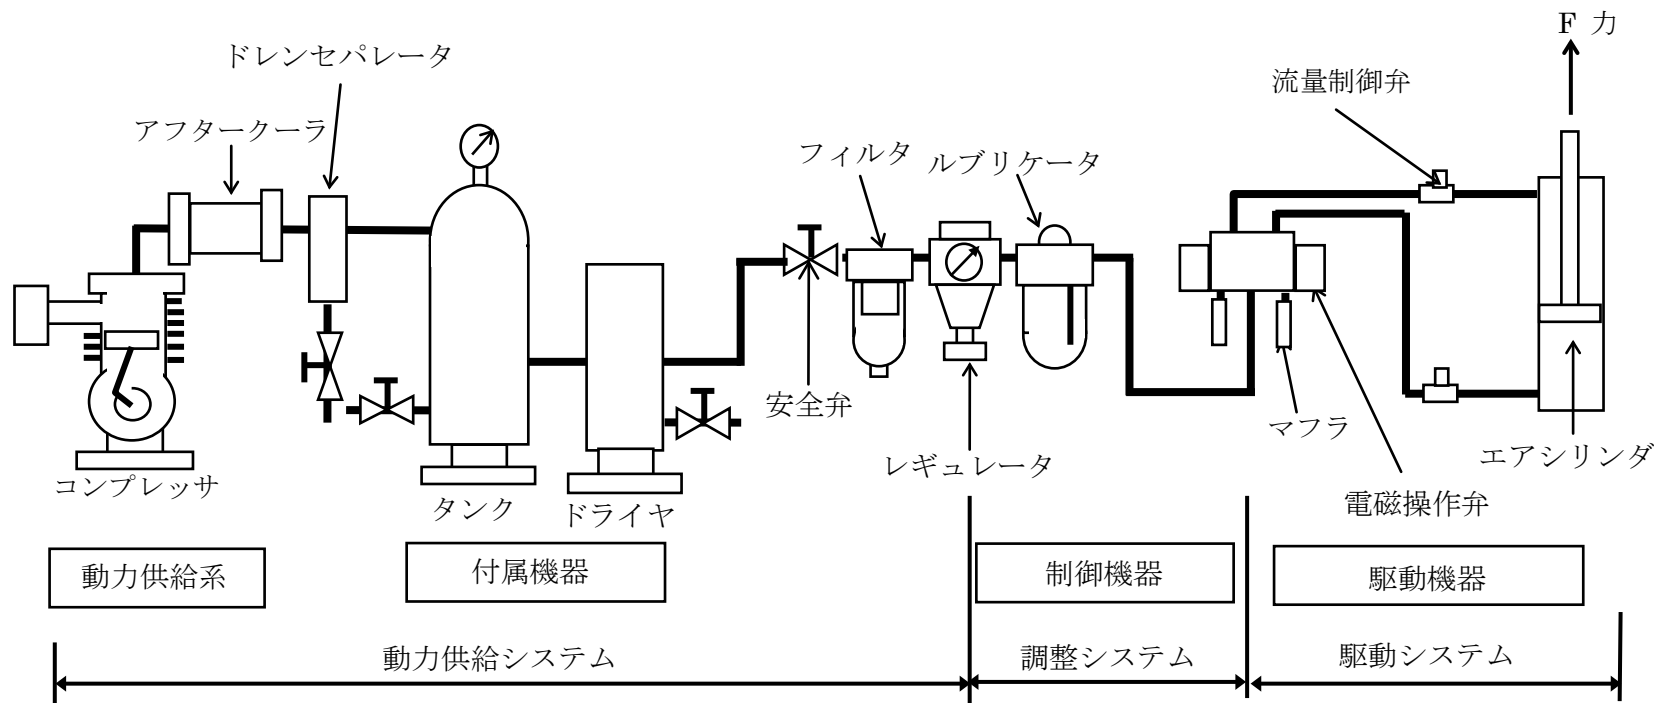 F 力
ドレンセパレータ
流量制御弁
アフタークーラ
フィルタ
ルブリケータ
安全弁
マフラ
レギュレータ
エアシリンダ
コンプレッサ
タンク
ドライヤ
電磁操作弁
動力供給系
付属機器
制御機器
駆動機器
動力供給システム
調整システム
駆動システム